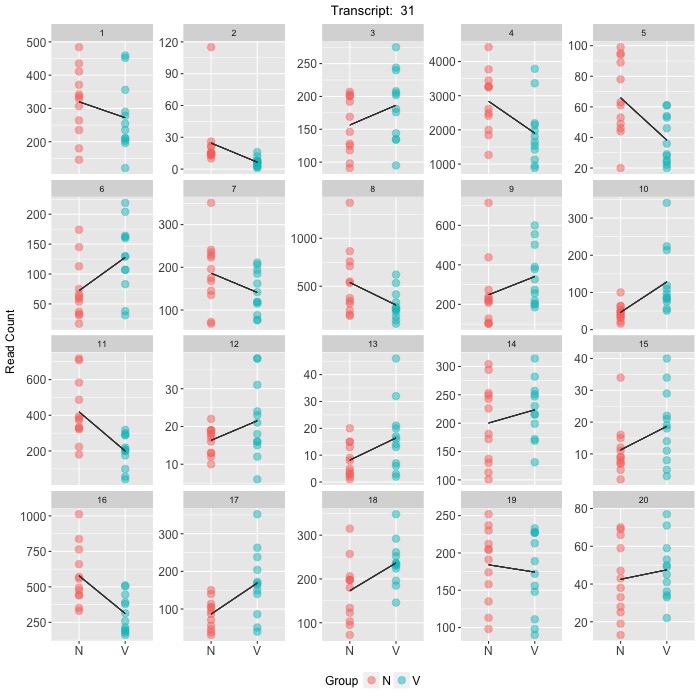 Transcript: 31
1 2 3 4 5
500 400 300 200
120 90 60 30 0
250 200 150 100
4000 3000 2000 1000
100 80 60 40 20
6 7 8 9 10
200 150 100 50
300 200 100
1000 500
600 400 200
300 200 100 0
Read Count
11 12 13 14 15
600 400 200
30 20 10
40 30 20 10 0
300 250 200 150 100
40 30 20 10
16 17 18 19 20
1000 750 500 250
300 200 100
300 200 100
250 200 150 100
80 60 40 20
N V N V N V N V N V
Group N V